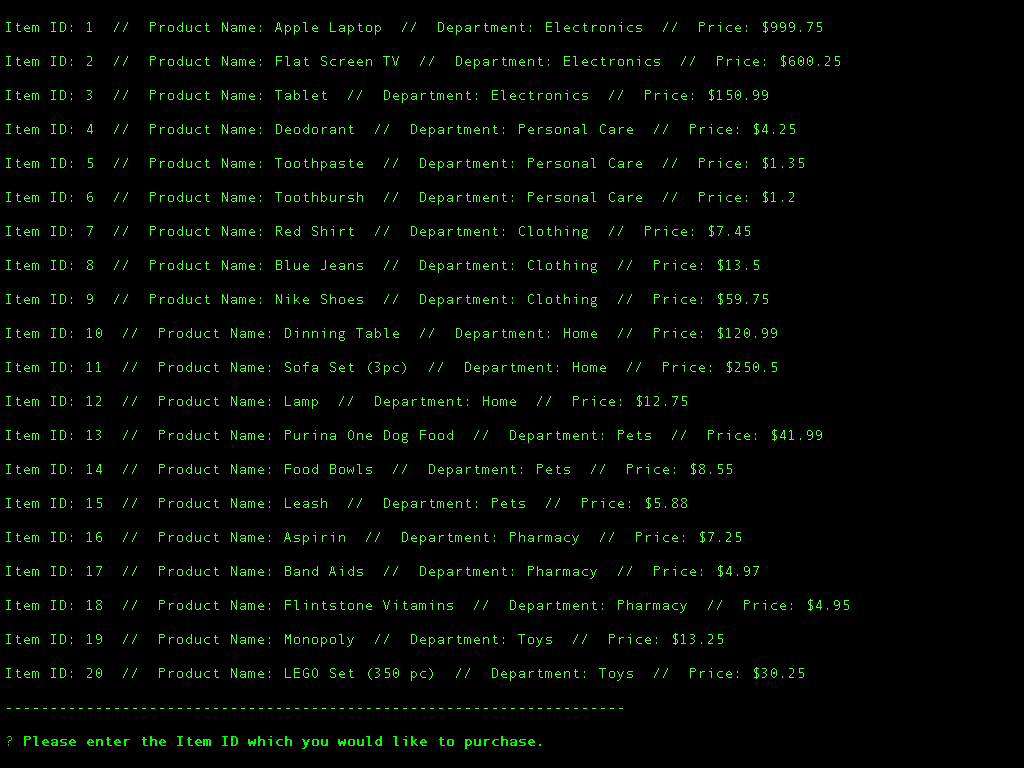 Item ID: 1  //  Product Name: Apple Laptop  //  Department: Electronics  //  Price: $999.75
Item ID: 2  //  Product Name: Flat Screen TV  //  Department: Electronics  //  Price: $600.25
Item ID: 3  //  Product Name: Tablet  //  Department: Electronics  //  Price: $150.99
Item ID: 4  //  Product Name: Deodorant  //  Department: Personal Care  //  Price: $4.25
Item ID: 5  //  Product Name: Toothpaste  //  Department: Personal Care  //  Price: $1.35
Item ID: 6  //  Product Name: Toothbursh  //  Department: Personal Care  //  Price: $1.2
Item ID: 7  //  Product Name: Red Shirt  //  Department: Clothing  //  Price: $7.45
Item ID: 8  //  Product Name: Blue Jeans  //  Department: Clothing  //  Price: $13.5
Item ID: 9  //  Product Name: Nike Shoes  //  Department: Clothing  //  Price: $59.75
Item ID: 10  //  Product Name: Dinning Table  //  Department: Home  //  Price: $120.99
Item ID: 11  //  Product Name: Sofa Set (3pc)  //  Department: Home  //  Price: $250.5
Item ID: 12  //  Product Name: Lamp  //  Department: Home  //  Price: $12.75
Item ID: 13  //  Product Name: Purina One Dog Food  //  Department: Pets  //  Price: $41.99
Item ID: 14  //  Product Name: Food Bowls  //  Department: Pets  //  Price: $8.55
Item ID: 15  //  Product Name: Leash  //  Department: Pets  //  Price: $5.88
Item ID: 16  //  Product Name: Aspirin  //  Department: Pharmacy  //  Price: $7.25
Item ID: 17  //  Product Name: Band Aids  //  Department: Pharmacy  //  Price: $4.97
Item ID: 18  //  Product Name: Flintstone Vitamins  //  Department: Pharmacy  //  Price: $4.95
Item ID: 19  //  Product Name: Monopoly  //  Department: Toys  //  Price: $13.25
Item ID: 20  //  Product Name: LEGO Set (350 pc)  //  Department: Toys  //  Price: $30.25
---------------------------------------------------------------------
? Please enter the Item ID which you would like to purchase.